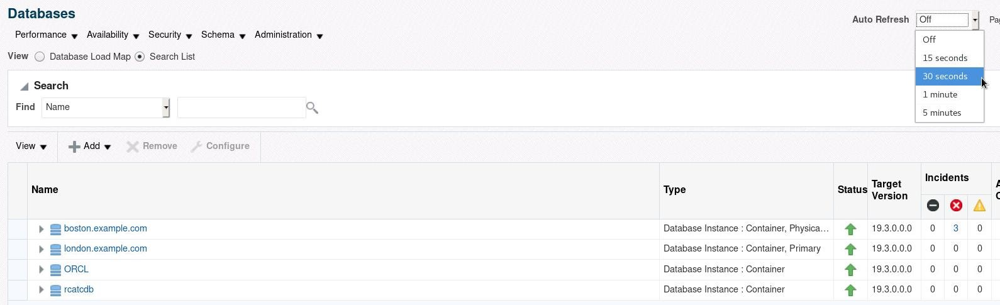 Databases
Auto Refresh Off
Performance Availability Security Schema Administration
Off
15 seconds
30 seconds
1 minute
5 minutes
View Database Load Map Search List
Search
Find Name
View Add Remove Configure
Name Type Status Target Version Incidents
boston.example.com Database Instance : Container, Physica... 19.3.0.0.0 0 3 0
london.example.com Database Instance : Container, Primary 19.3.0.0.0 0 0 0
ORCL Database Instance : Container 19.3.0.0.0 0 0 0
rcatcdb Database Instance : Container 19.3.0.0.0 0 0 0